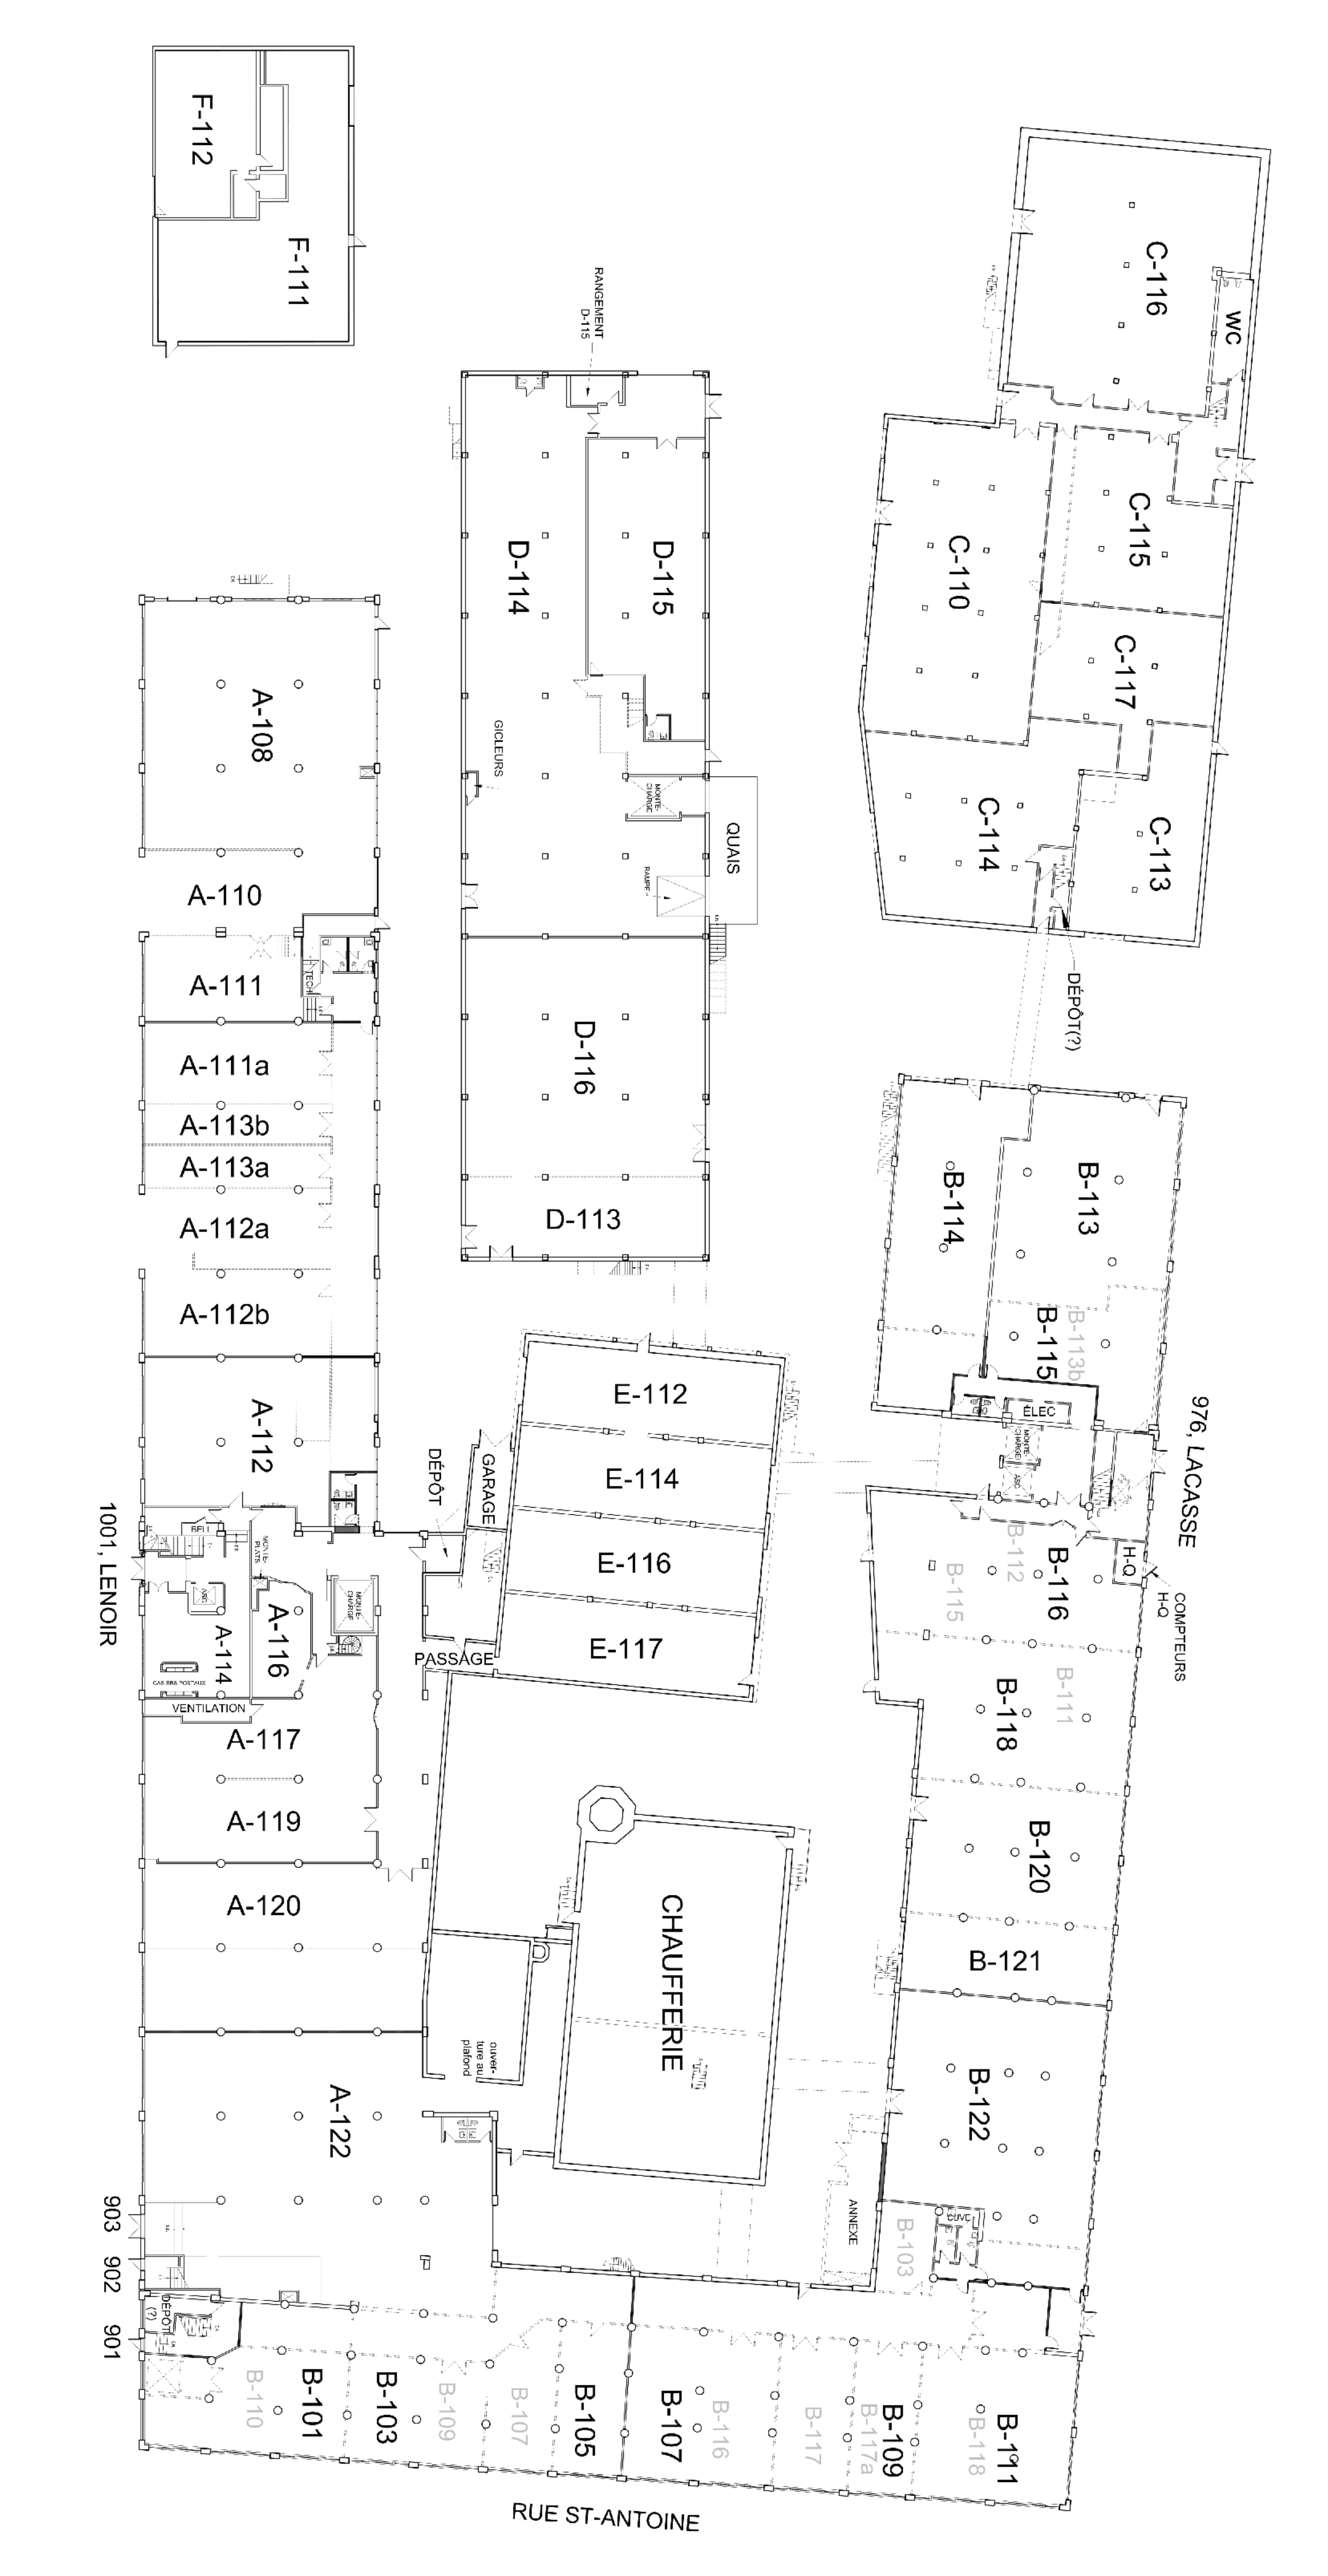 F-112
F-111
RANGEMENT
D-115
C-116
WC
C-115
C-110
C-117
C-114
C-113
DÉPÔT(?)
D-114
D-115
GICLEURS
MONTE-
CHARGE
QUAIS
RAMPE
D-116
D-113
A-108
A-110
A-111
TECH
A-111a
A-113b
A-113a
A-112a
A-112b
A-112
B-113
B-114
B-115
B-113b
ÉLEC
MONTE-
CHARGE
ASC
976, LACASSE
E-112
E-114
E-116
E-117
GARAGE
DÉPÔT
PASSAGE
1001, LENOIR
BELL
MONTE-
PLATS
ASC
MONTE-
CHARGE
A-116
A-114
CASIERS POSTAUX
VENTILATION
A-117
A-119
A-120
A-122
B-112
B-116
B-115
H-Q
COMPTEURS
H-Q
B-111
B-118
B-120
B-121
B-122
CHAUFFERIE
ouver-
ture au
plafond
ANNEXE
CUVE
B-103
903
902
901
DÉPÔT
(?)
B-110
B-101
B-103
B-109
B-107
B-105
B-107
B-116
B-117
B-117a
B-109
B-118
B-111
RUE ST-ANTOINE